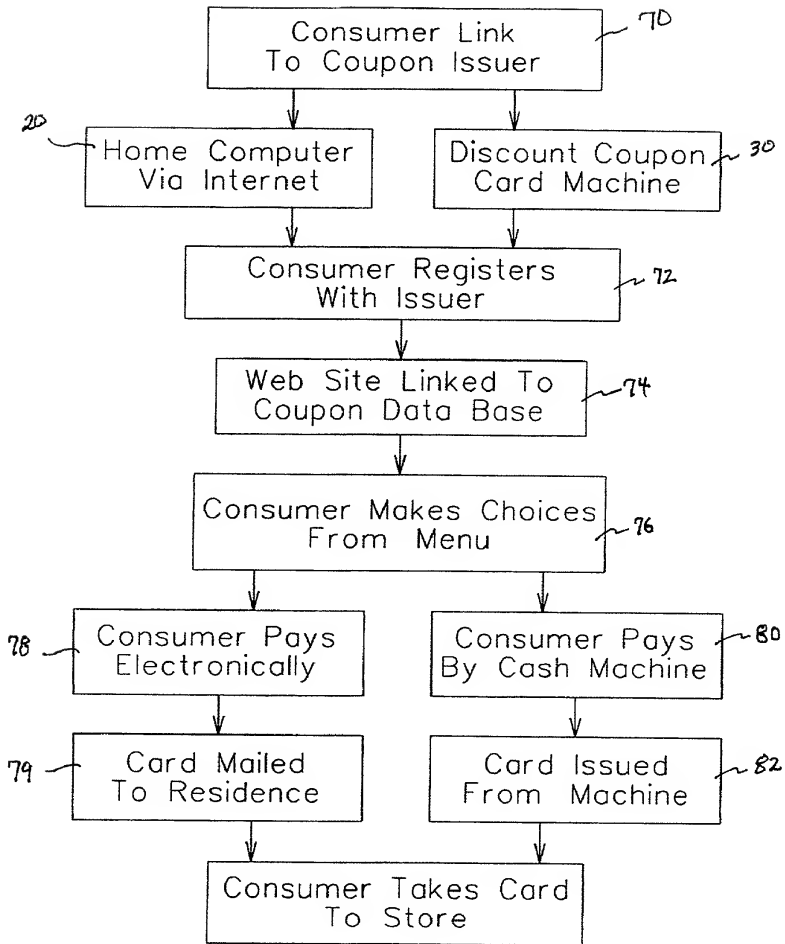 Consumer Link
To Coupon Issuer
70
20
Home Computer
Via Internet
Discount Coupon
Card Machine
30
Consumer Registers
With Issuer
72
Web Site Linked To
Coupon Data Base
74
Consumer Makes Choices
From Menu
76
78
Consumer Pays
Electronically
Consumer Pays
By Cash Machine
80
79
Card Mailed
To Residence
Card Issued
From Machine
82
Consumer Takes Card
To Store